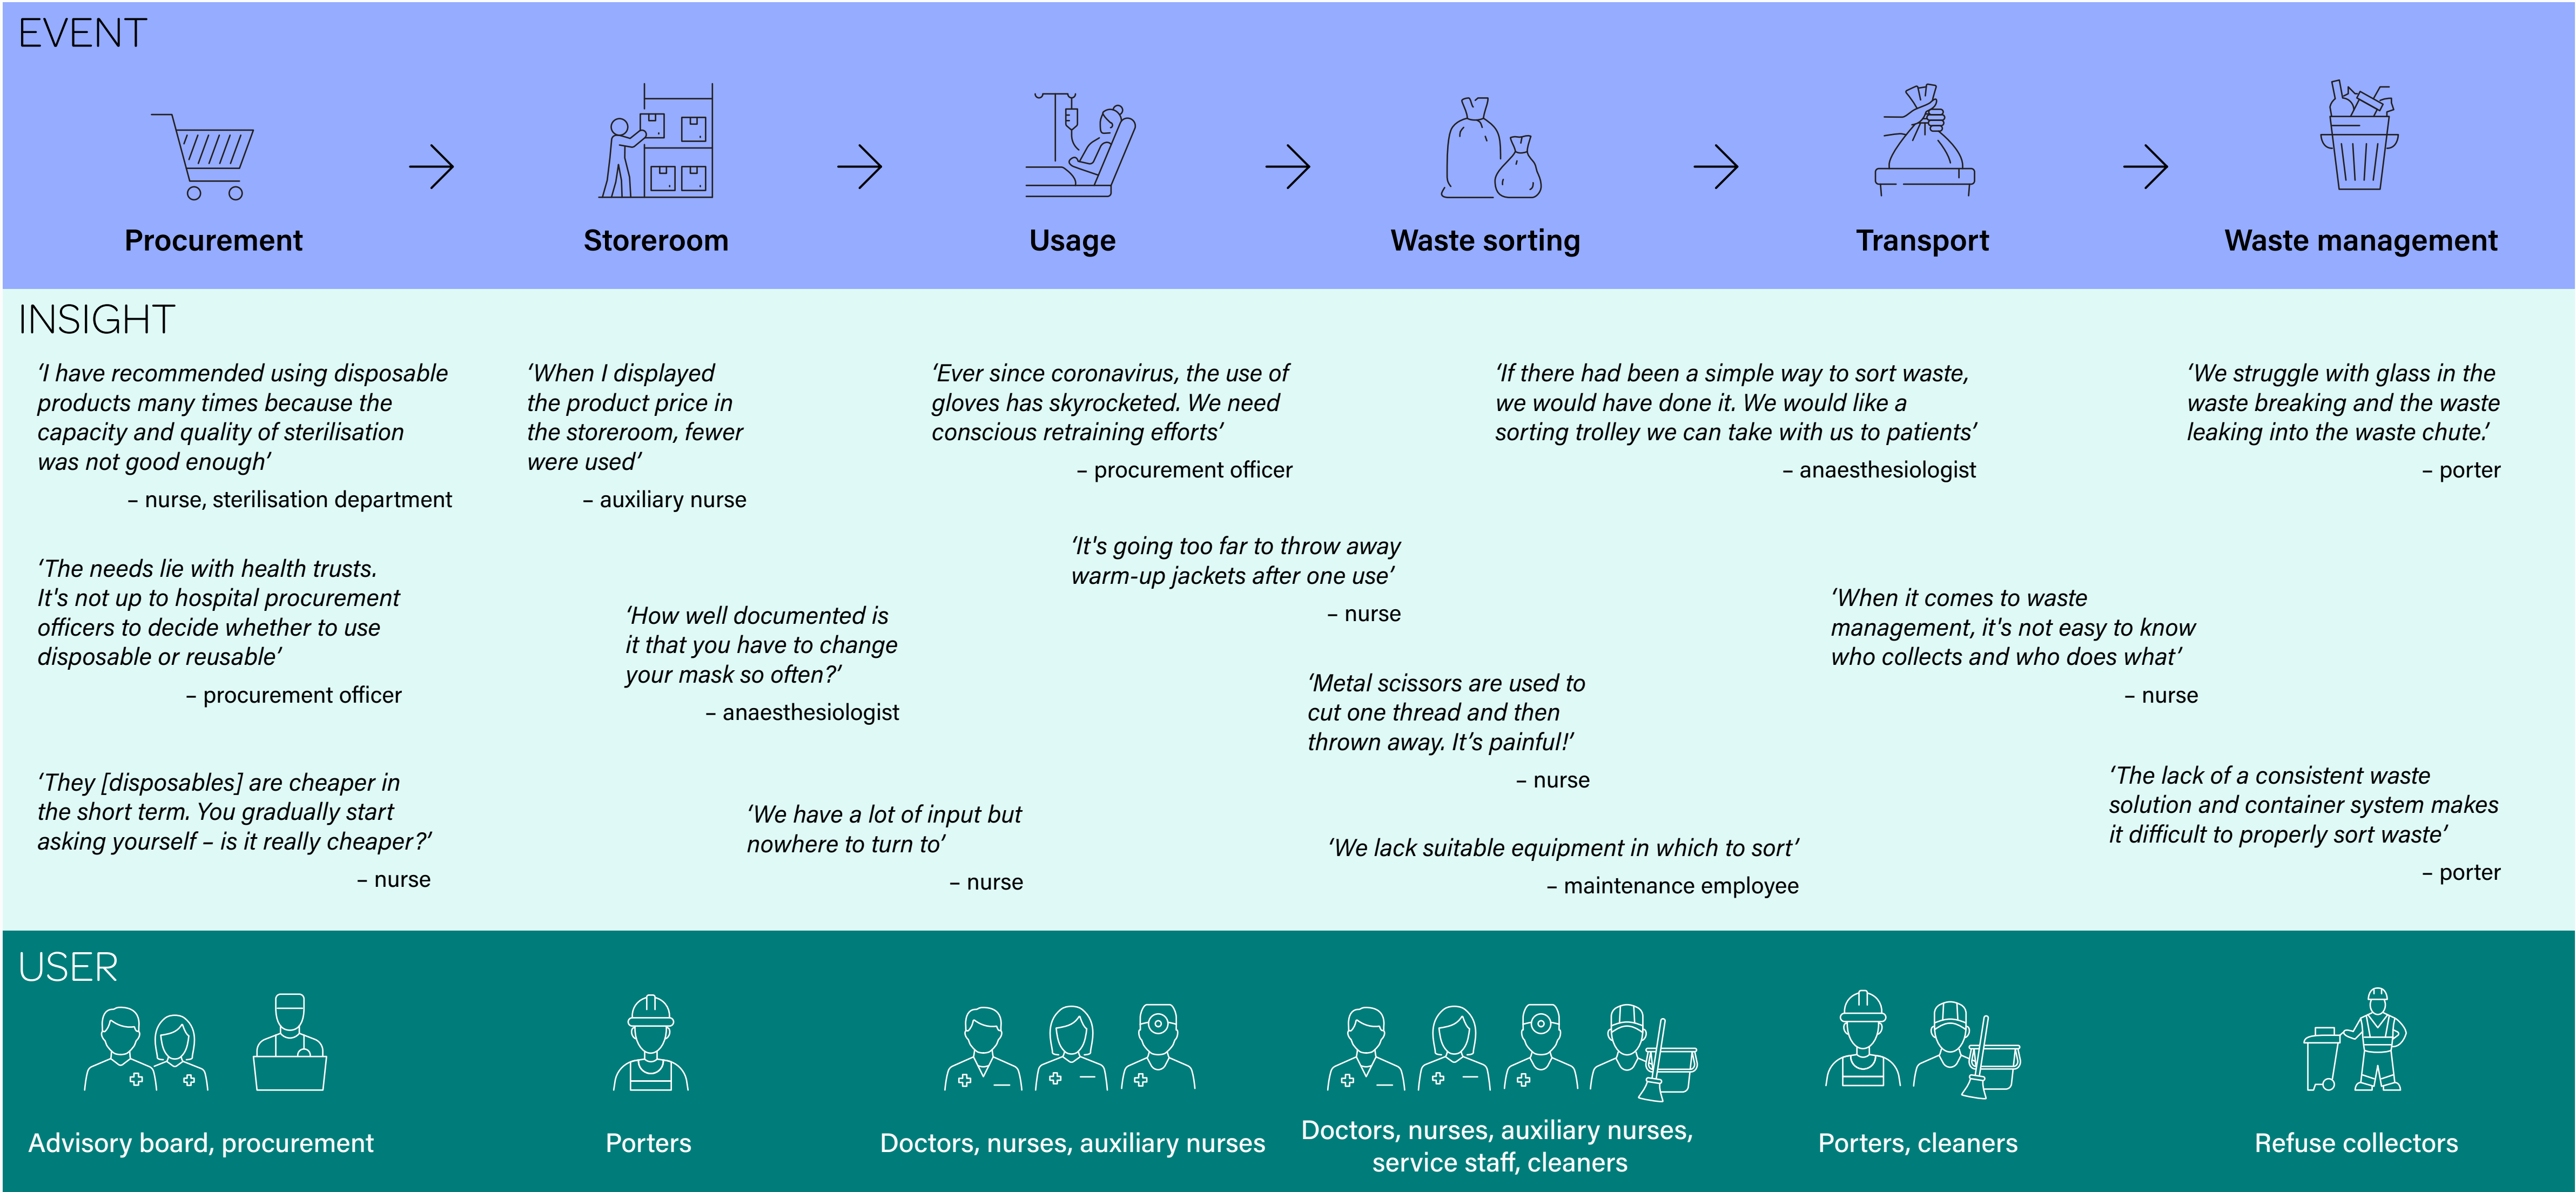 EVENT
Procurement
Storeroom
Usage
Waste sorting
Transport
Waste management
INSIGHT
‘I have recommended using disposable
products many times because the
capacity and quality of sterilisation
was not good enough’
– nurse, sterilisation department
‘The needs lie with health trusts.
It's not up to hospital procurement
officers to decide whether to use
disposable or reusable’
– procurement officer
‘They [disposables] are cheaper in
the short term. You gradually start
asking yourself – is it really cheaper?’
– nurse
‘When I displayed
the product price in
the storeroom, fewer
were used’
– auxiliary nurse
‘How well documented is
it that you have to change
your mask so often?’
– anaesthesiologist
‘We have a lot of input but
nowhere to turn to’
– nurse
‘Ever since coronavirus, the use of
gloves has skyrocketed. We need
conscious retraining efforts’
– procurement officer
‘It's going too far to throw away
warm-up jackets after one use’
– nurse
‘Metal scissors are used to
cut one thread and then
thrown away. It’s painful!’
– nurse
‘We lack suitable equipment in which to sort’
– maintenance employee
‘If there had been a simple way to sort waste,
we would have done it. We would like a
sorting trolley we can take with us to patients’
– anaesthesiologist
‘When it comes to waste
management, it's not easy to know
who collects and who does what’
– nurse
‘We struggle with glass in the
waste breaking and the waste
leaking into the waste chute.’
– porter
‘The lack of a consistent waste
solution and container system makes
it difficult to properly sort waste’
– porter
USER
Advisory board, procurement
Porters
Doctors, nurses, auxiliary nurses
Doctors, nurses, auxiliary nurses,
service staff, cleaners
Porters, cleaners
Refuse collectors